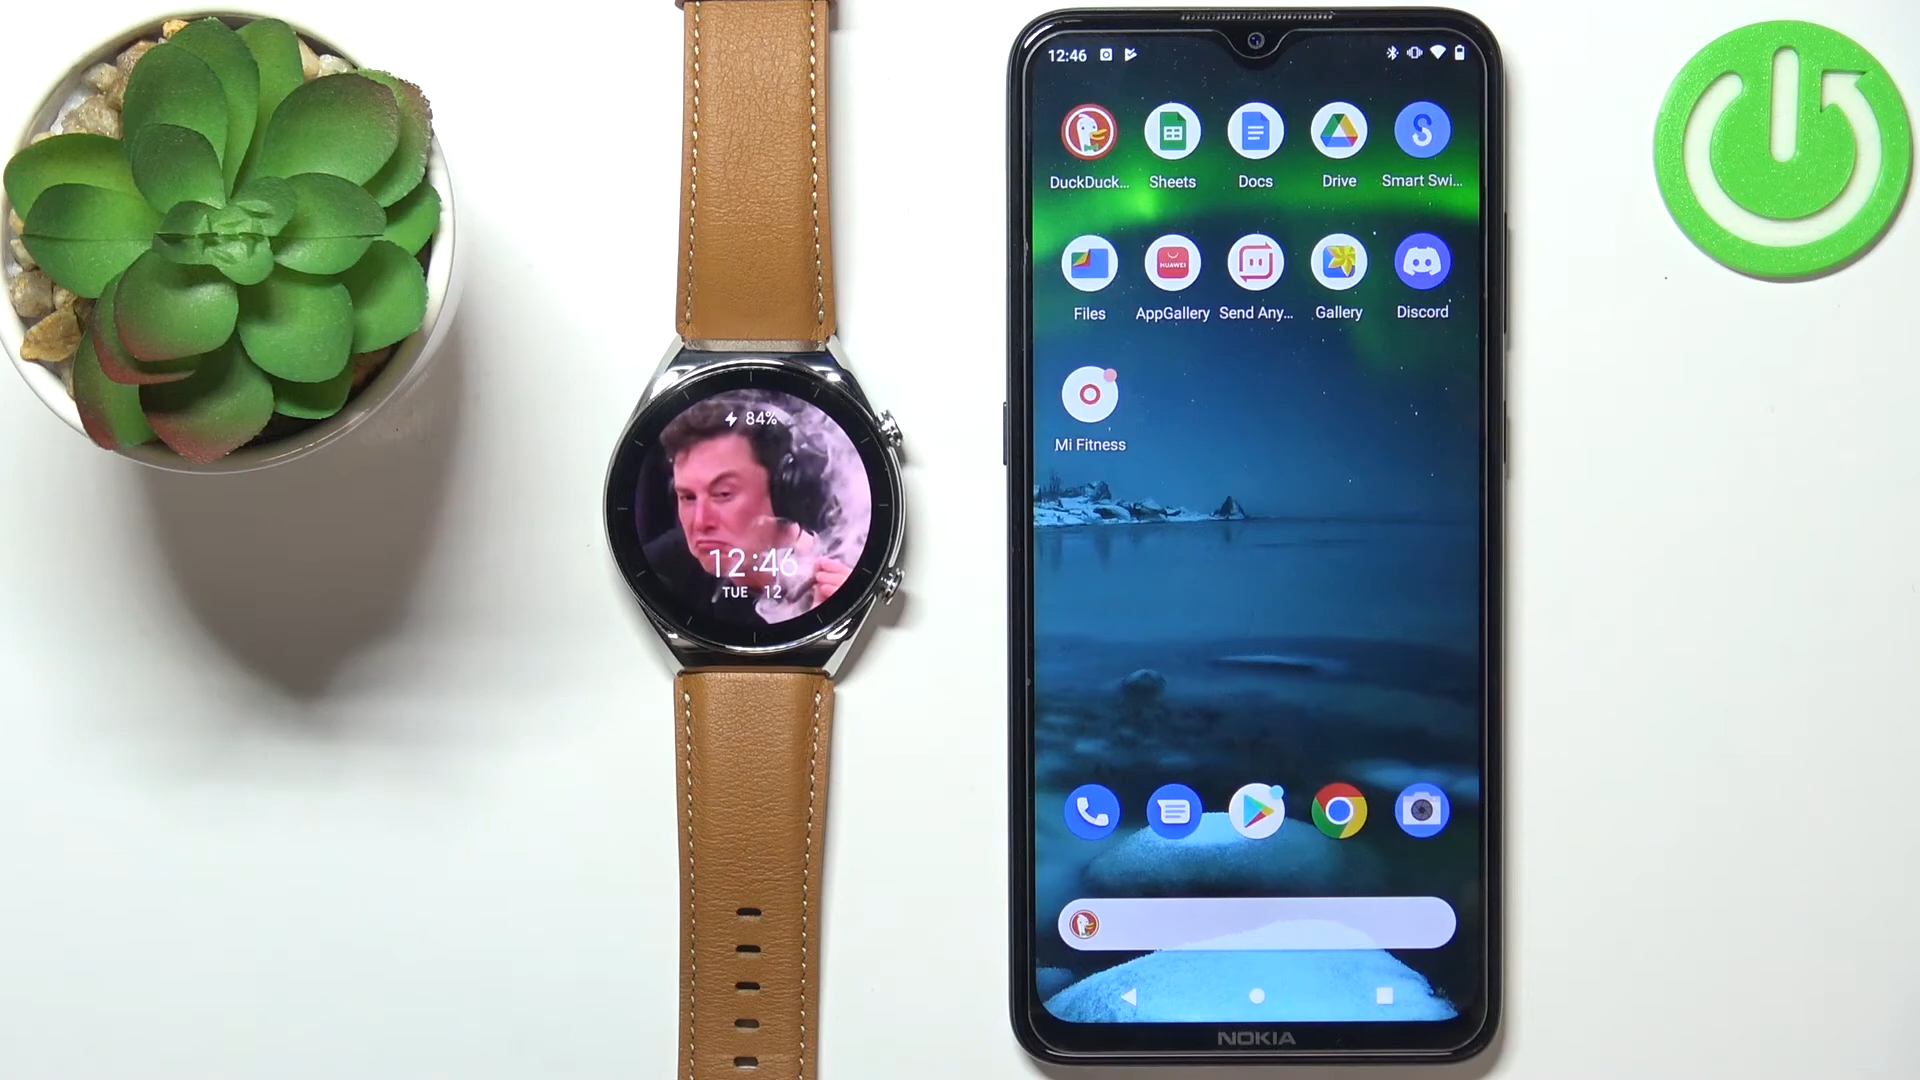 84%
12:46
TUE 12
12:46
DuckDuck...
Sheets
Docs
Drive
Smart Swi...
Files
HUAWEI
AppGallery
Send Any...
Gallery
Discord
Mi Fitness
NOKIA